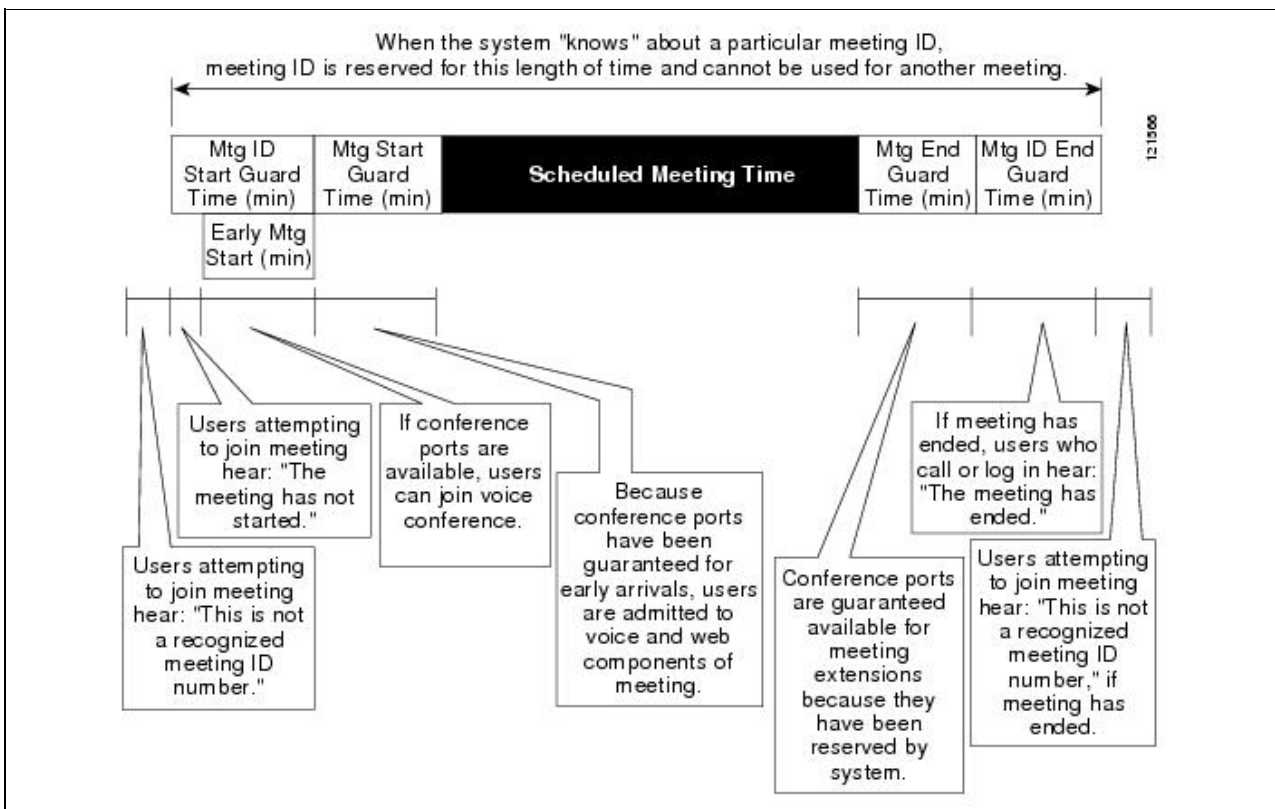 When the system "knows" about a particular meeting ID,
meeting ID is reserved for this length of time and cannot be used for another meeting.
121566
Mtg ID
Start Guard
Time (min)
Mtg Start
Guard
Time (min)
Scheduled Meeting Time
Mtg End
Guard
Time (min)
Mtg ID End
Guard
Time (min)
Early Mtg
Start (min)
Users attempting
to join meeting
hear: "This is not
a recognized
meeting ID
number."
Users attempting
to join meeting
hear: "The
meeting has not
started."
If conference
ports are
available, users
can join voice
conference.
Because
conference ports
have been
guaranteed for
early arrivals, users
are admitted to
voice and web
components of
meeting.
Conference ports
are guaranteed
available for
meeting
extensions
because they
have been
reserved by
system.
If meeting has
ended, users who
call or log in hear:
"The meeting has
ended."
Users attempting
to join meeting
hear: "This is not
a recognized
meeting ID
number," if
meeting has
ended.